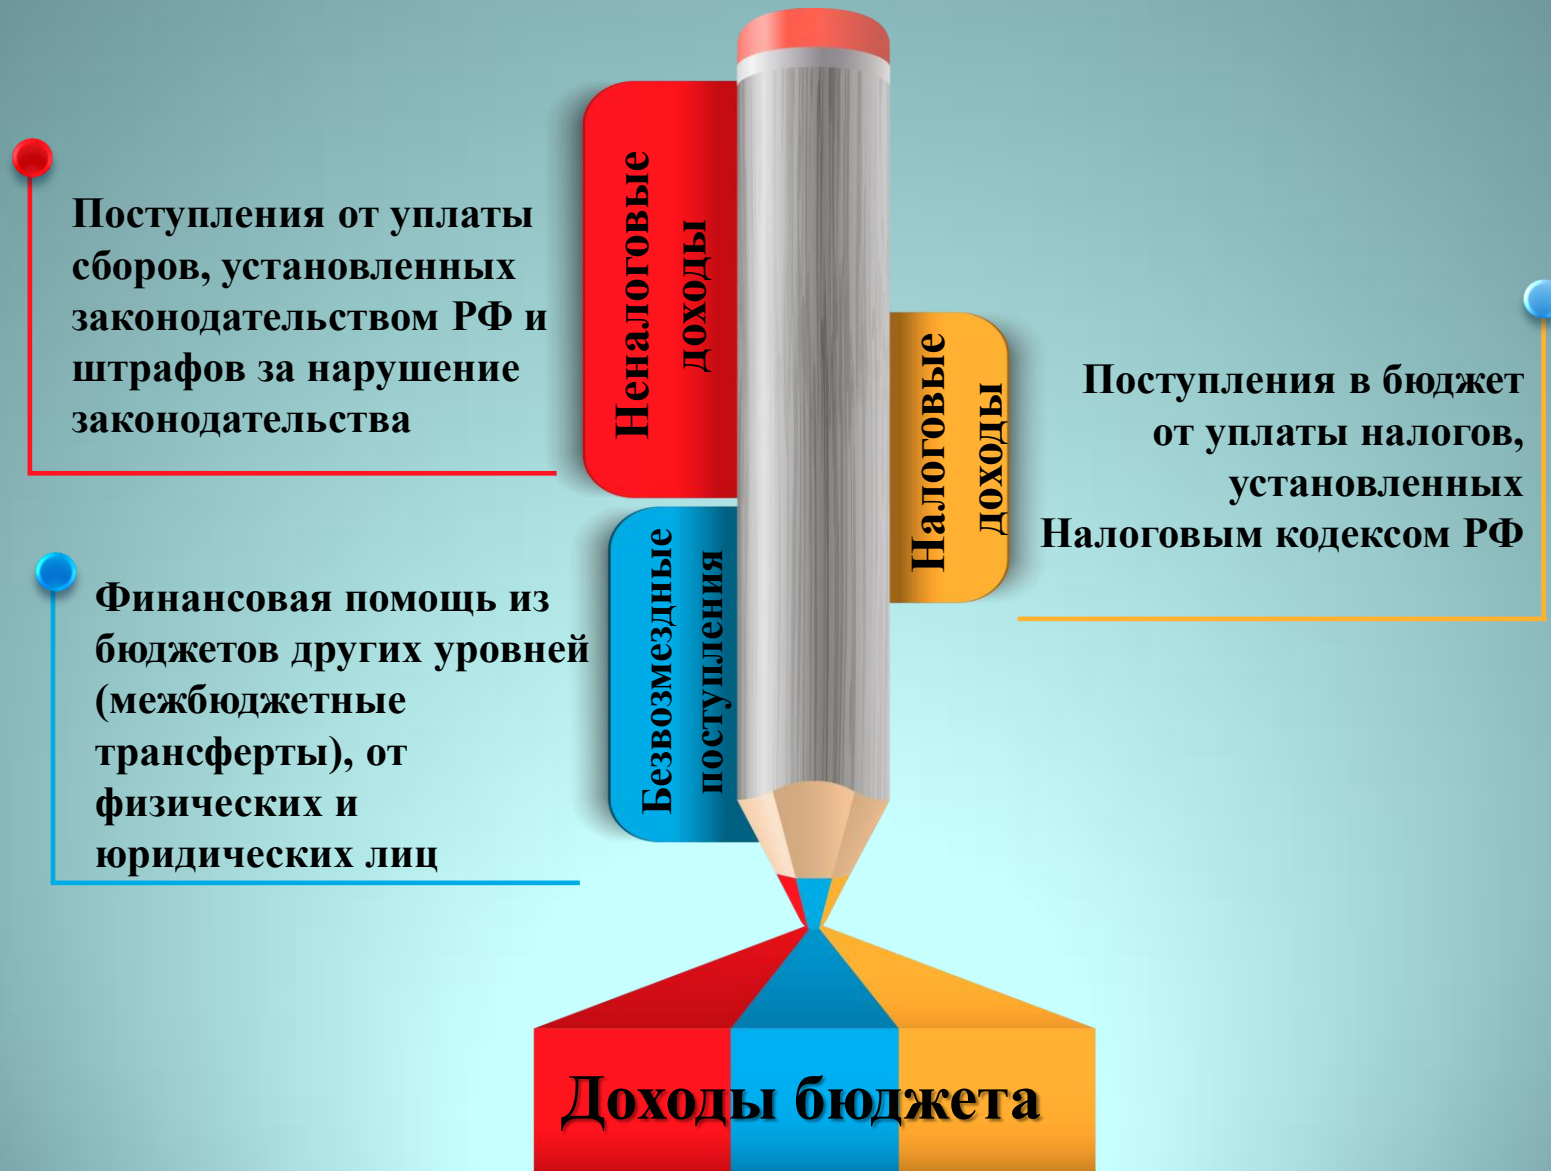 Неналоговые
доходы
Поступления от уплаты
сборов, установленных
законодательством РФ и
штрафов за нарушение
законодательства
Налоговые
доходы
Поступления в бюджет
от уплаты налогов,
установленных
Налоговым кодексом РФ
Безвозмездные
поступления
Финансовая помощь из
бюджетов других уровней
(межбюджетные
трансферты), от
физических и
юридических лиц
Доходы бюджета